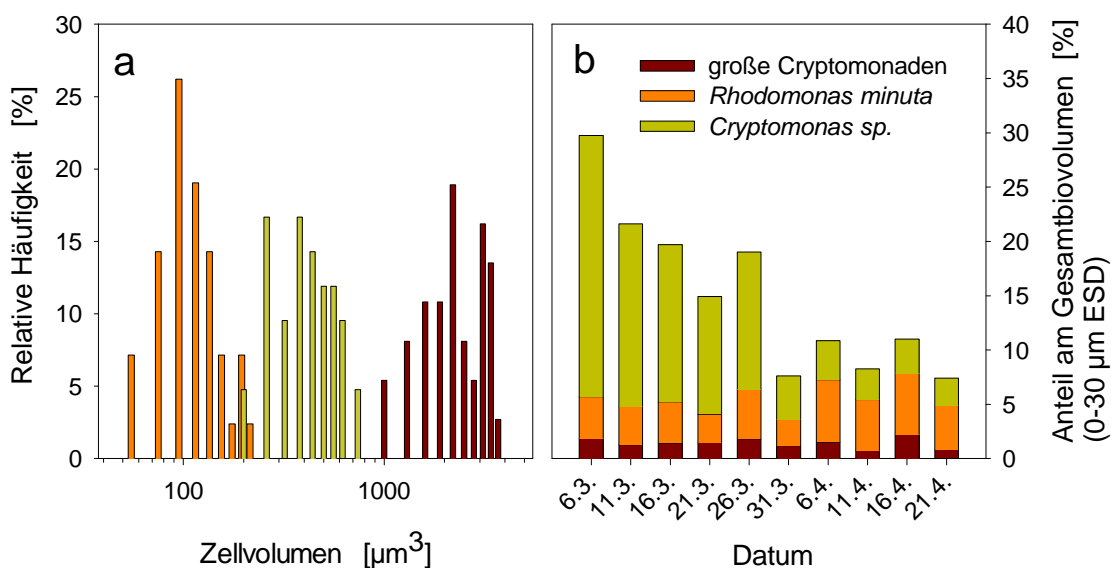 a
30
25
20
15
10
5
0
Relative Häufigkeit [%]
100
1000
Zellvolumen [µm3]
b
große Cryptomonaden
Rhodomonas minuta
Cryptomonas sp.
40
35
30
25
20
15
10
5
0
Anteil am Gesamtbiovolumen [%]
(0-30 µm ESD)
6.3.
11.3.
16.3.
21.3.
26.3.
31.3.
6.4.
11.4.
16.4.
21.4.
Datum